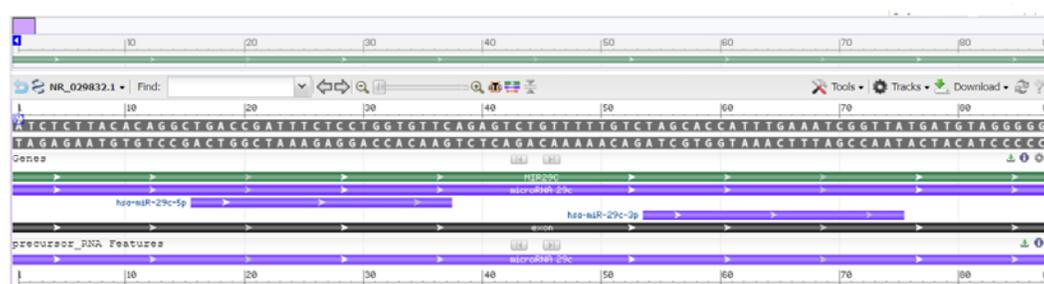 10 20 30 40 50 60 70 80
NR_029832.1 Find: Tools Tracks Download
1 10 20 30 40 50 60 70 80
ATCTCTTACACAGGCTGACCGATTTCTCCTGGTGTTCAGAGTCTGTTTTTGTCTAGCACCATTTGAAATCGGTTATGATGTAGGGGG
TAGAGAATGTGTCCGACTGGCTAAAGAGGACCACAAGTCTCAGACAAAAACAGATCGTGGTAAACTTTAGCCAATACTACATCCCCC
Genes
MIR29C
microRNA 29c
hsa-miR-29c-5p
hsa-miR-29c-3p
exon
precursor_RNA Features
microRNA 29c
1 10 20 30 40 50 60 70 80